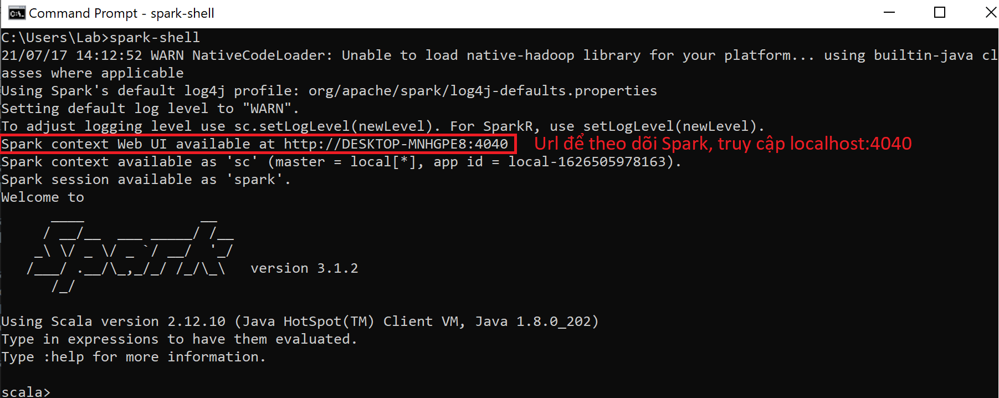 Command Prompt - spark-shell
C:\Users\Lab>spark-shell
21/07/17 14:12:52 WARN NativeCodeLoader: Unable to load native-hadoop library for your platform... using builtin-java cl
asses where applicable
Using Spark's default log4j profile: org/apache/spark/log4j-defaults.properties
Setting default log level to "WARN".
To adjust logging level use sc.setLogLevel(newLevel). For SparkR, use setLogLevel(newLevel).
Spark context Web UI available at http://DESKTOP-MNHGPE8:4040 Url để theo dõi Spark, truy cập localhost:4040
Spark context available as 'sc' (master = local[*], app id = local-1626505978163).
Spark session available as 'spark'.
Welcome to
      ____              __
     / __/__  ___ _____/ /__
    _\ \/ _ \/ _ `/ __/  '_/
   /___/ .__/\_,_/_/ /_/\_\   version 3.1.2
      /_/
Using Scala version 2.12.10 (Java HotSpot(TM) Client VM, Java 1.8.0_202)
Type in expressions to have them evaluated.
Type :help for more information.
scala>